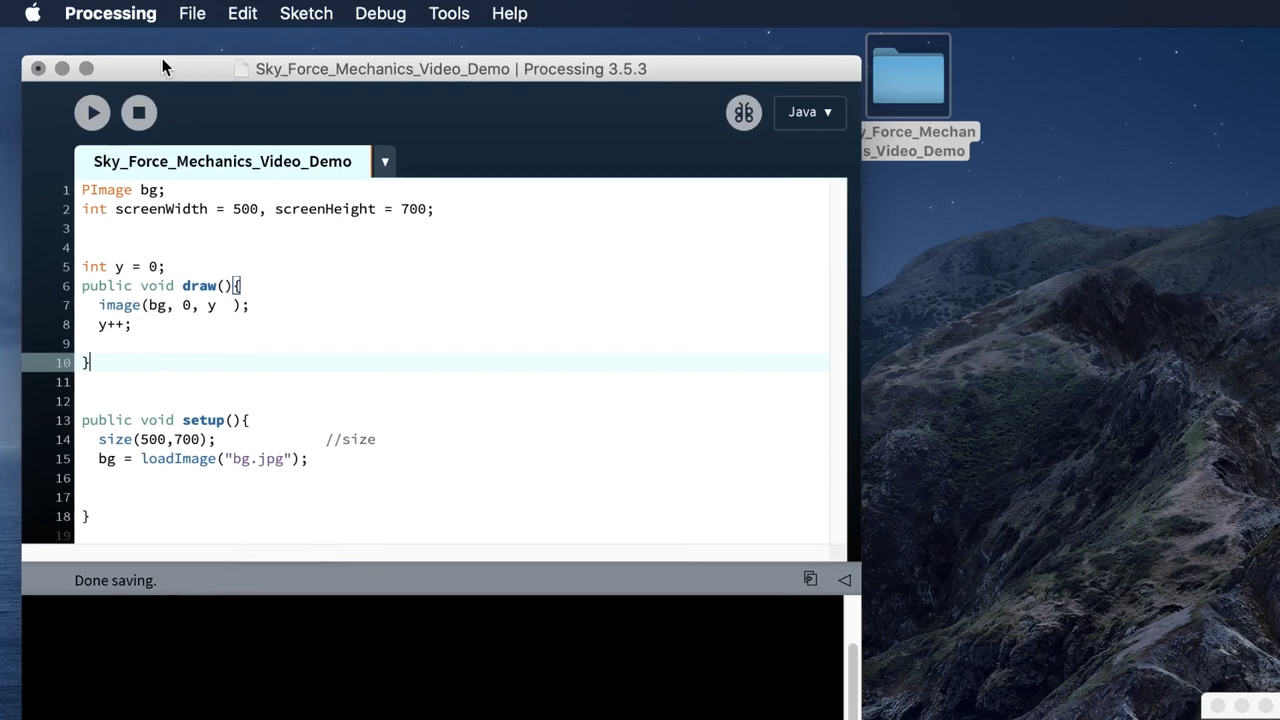 Processing File Edit Sketch Debug Tools Help
Sky_Force_Mechanics_Video_Demo | Processing 3.5.3
Java ▾
y_Force_Mechan
s_Video_Demo
Sky_Force_Mechanics_Video_Demo ▾
1 PImage bg;
2 int screenWidth = 500, screenHeight = 700;
3
4
5 int y = 0;
6 public void draw(){
7 image(bg, 0, y  );
8 y++;
9
10 }
11
12
13 public void setup(){
14 size(500,700); //size
15 bg = loadImage("bg.jpg");
16
17
18 }
19
Done saving.